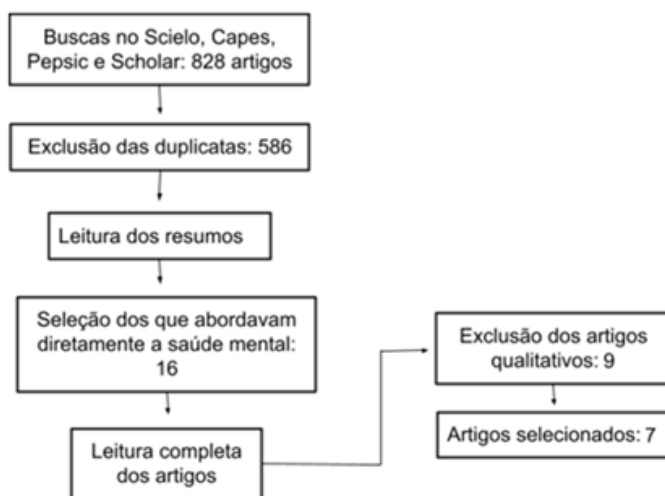 Buscas no Scielo, Capes,
Pepsic e Scholar: 828 artigos
Exclusão das duplicatas: 586
Leitura dos resumos
Seleção dos que abordavam
diretamente a saúde mental:
16
Leitura completa
dos artigos
Exclusão dos artigos
qualitativos: 9
Artigos selecionados: 7